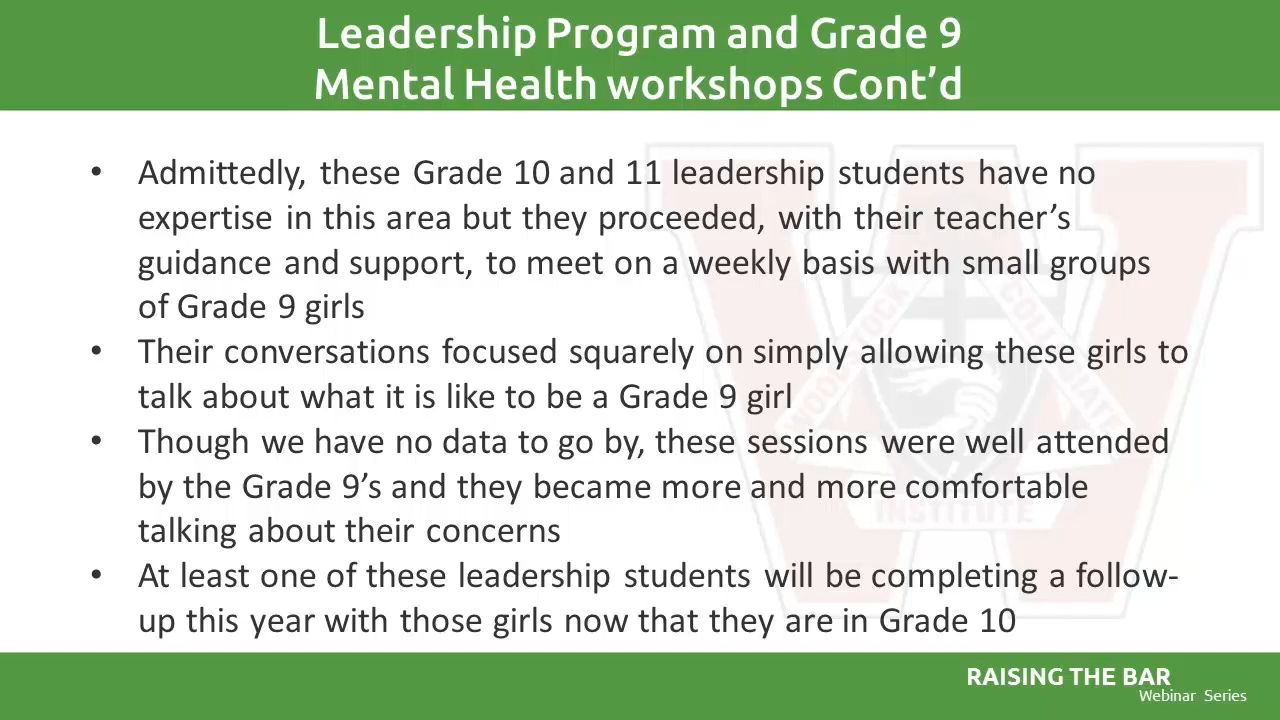 Leadership Program and Grade 9
Mental Health workshops Cont’d
• Admittedly, these Grade 10 and 11 leadership students have no
expertise in this area but they proceeded, with their teacher’s
guidance and support, to meet on a weekly basis with small groups
of Grade 9 girls
• Their conversations focused squarely on simply allowing these girls to
talk about what it is like to be a Grade 9 girl
• Though we have no data to go by, these sessions were well attended
by the Grade 9’s and they became more and more comfortable
talking about their concerns
• At least one of these leadership students will be completing a follow-
up this year with those girls now that they are in Grade 10
INSTITUTE
RAISING THE BAR
Webinar Series